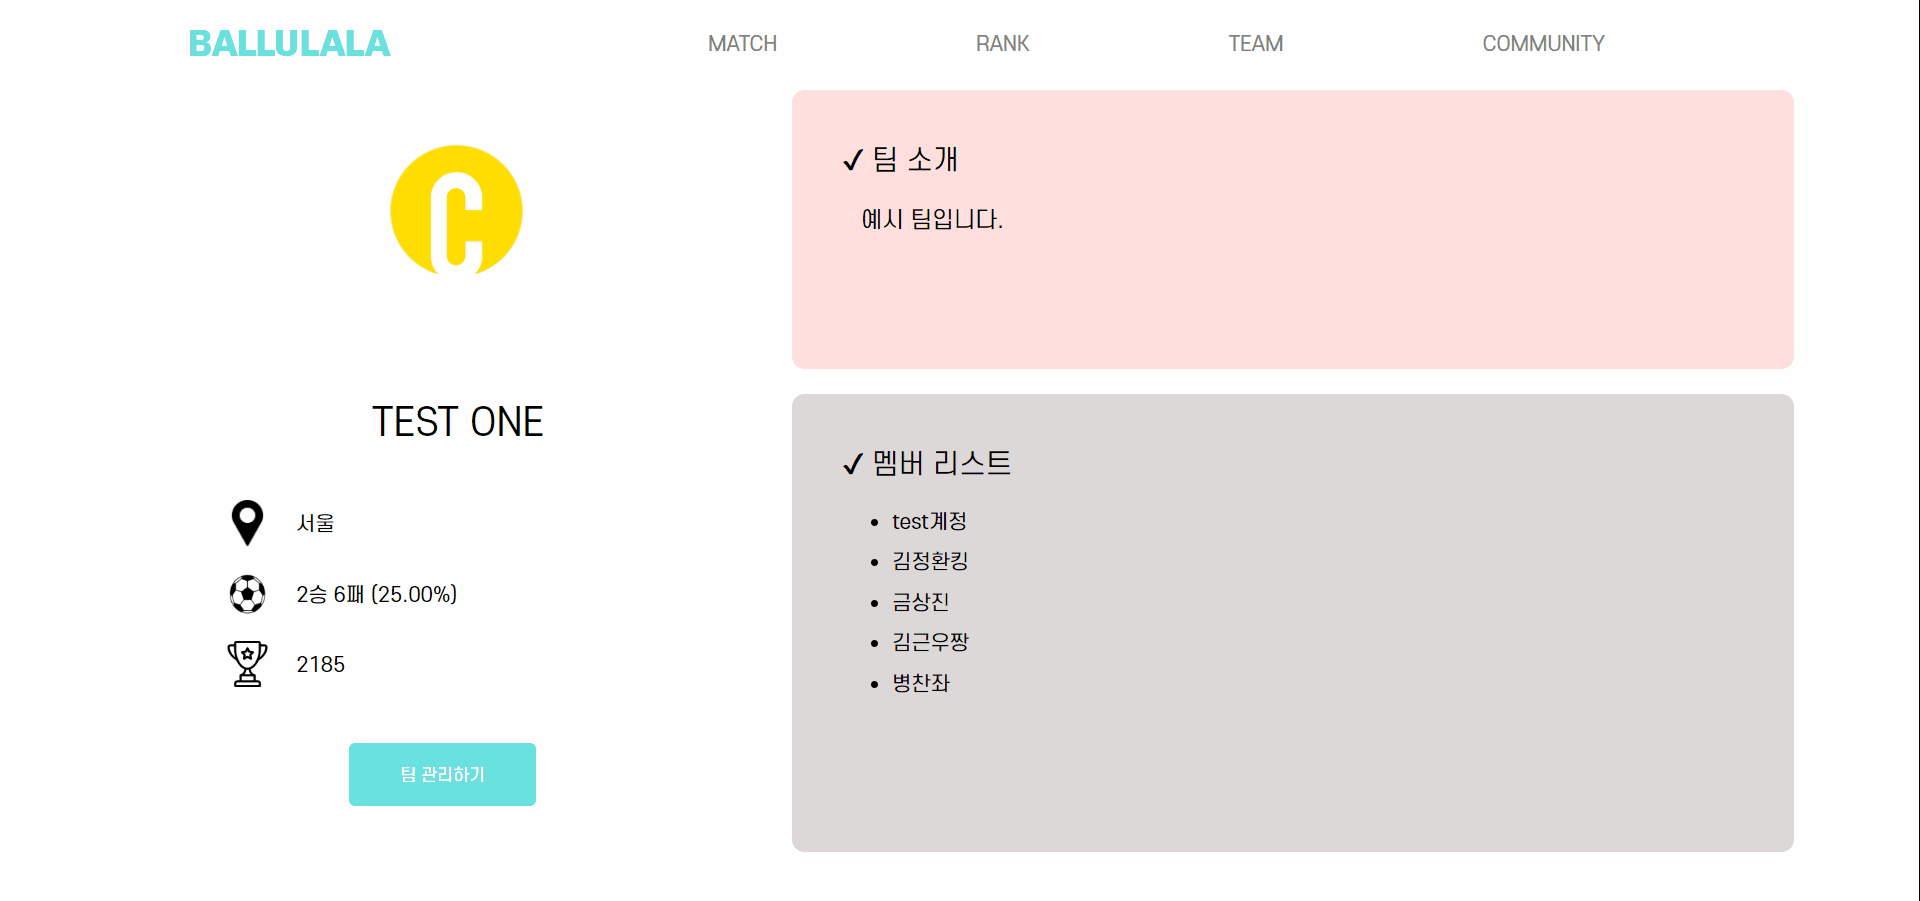 BALLULALA
MATCH
RANK
TEAM
COMMUNITY
C
TEST ONE
서울
2승 6패 (25.00%)
2185
팀 관리하기
✓ 팀 소개
예시 팀입니다.
✓ 멤버 리스트
• test계정
• 김정환킹
• 금상진
• 김근우짱
• 병찬좌